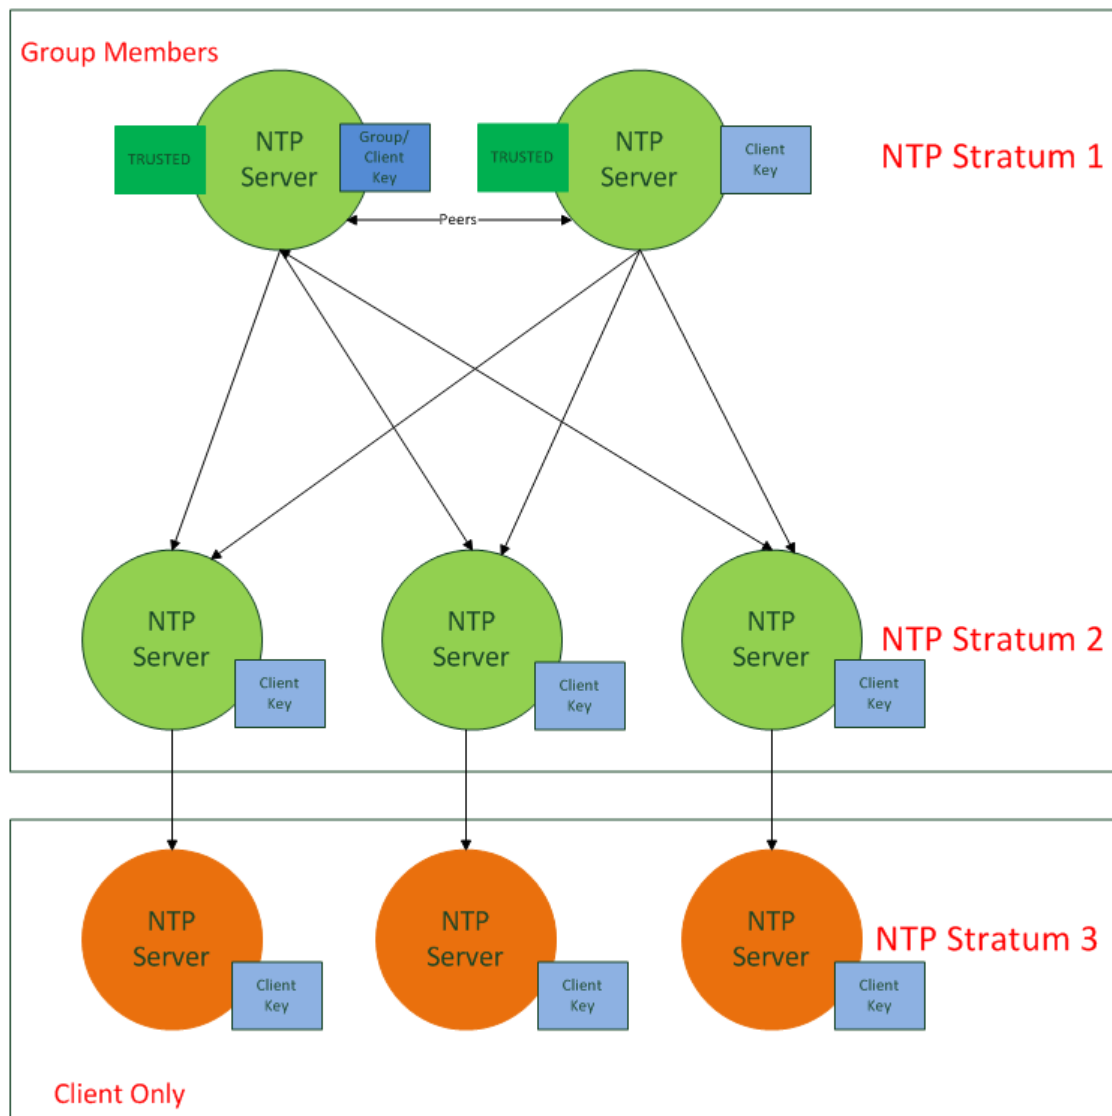 Group Members
NTP
Server
TRUSTED
Group/
Client
Key
NTP
Server
TRUSTED
Client
Key
NTP Stratum 1
Peers
NTP
Server
Client
Key
NTP
Server
Client
Key
NTP
Server
Client
Key
NTP Stratum 2
NTP
Server
Client
Key
NTP
Server
Client
Key
NTP
Server
Client
Key
NTP Stratum 3
Client Only